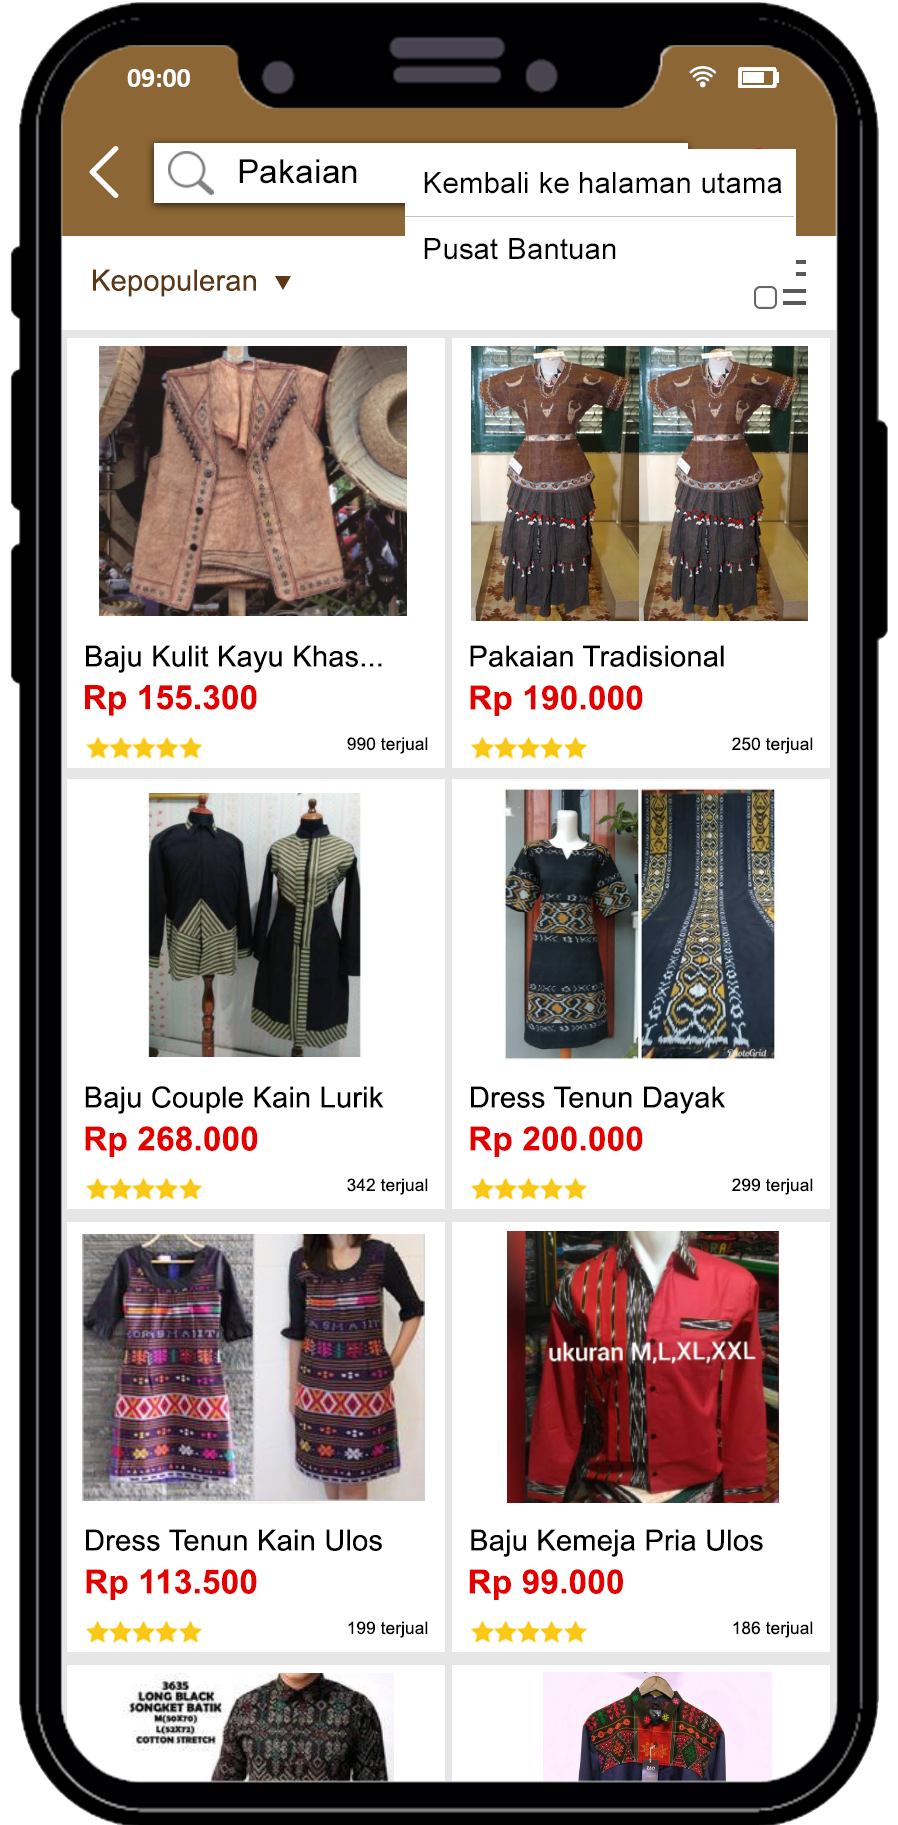 09:00
Pakaian
Kembali ke halaman utama
Pusat Bantuan
Kepopuleran ▼
Baju Kulit Kayu Khas...
Rp 155.300
990 terjual
Pakaian Tradisional
Rp 190.000
250 terjual
Baju Couple Kain Lurik
Rp 268.000
342 terjual
PhotoGrid
Dress Tenun Dayak
Rp 200.000
299 terjual
Dress Tenun Kain Ulos
Rp 113.500
199 terjual
ukuran M,L,XL,XXL
Baju Kemeja Pria Ulos
Rp 99.000
186 terjual
3635
LONG BLACK
SONGKET BATIK
M(50X70)
L(52X72)
COTTON STRETCH